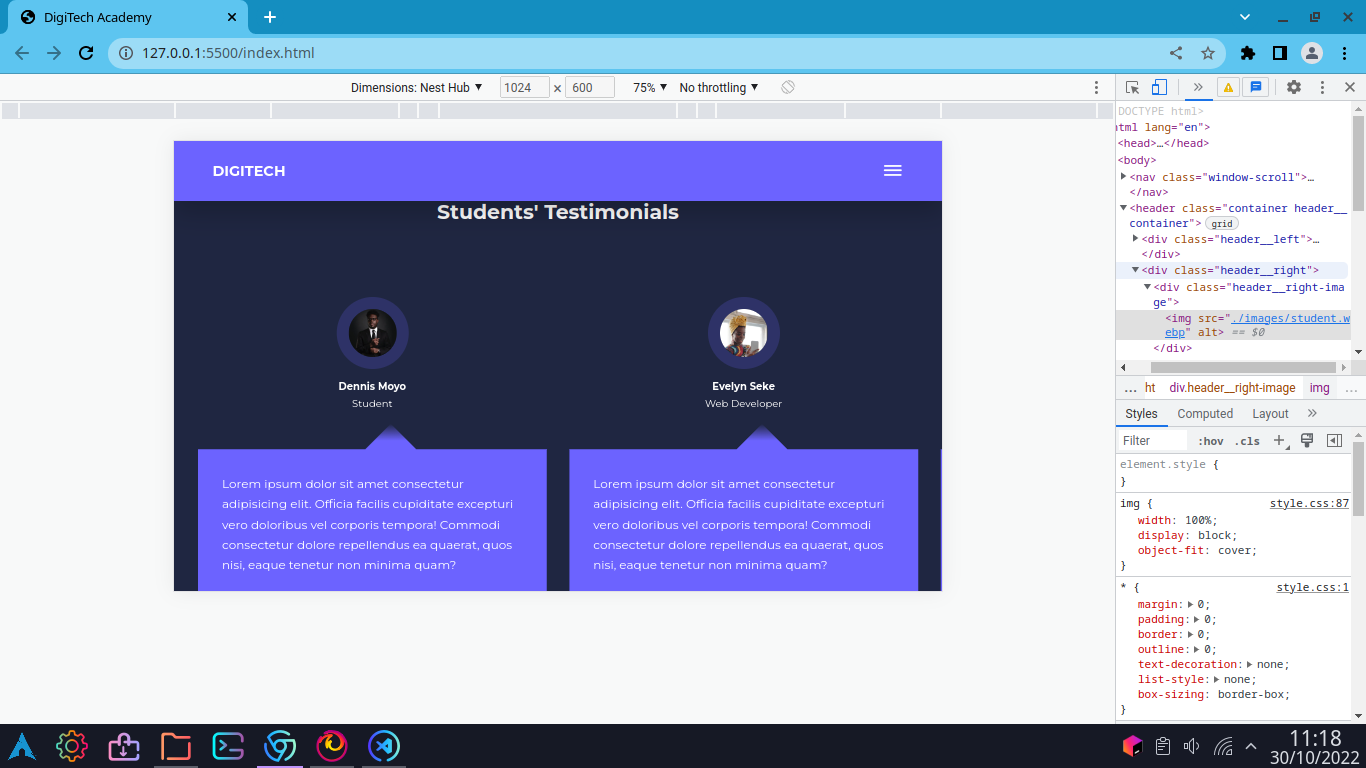 DigiTech Academy
127.0.0.1:5500/index.html
Dimensions: Nest Hub 1024 × 600 75% No throttling
DIGITECH
Students' Testimonials
Dennis Moyo
Student
Evelyn Seke
Web Developer
Lorem ipsum dolor sit amet consectetur
adipisicing elit. Officia facilis cupiditate excepturi
vero doloribus vel corporis tempora! Commodi
consectetur dolore repellendus ea quaerat, quos
nisi, eaque tenetur non minima quam?
Lorem ipsum dolor sit amet consectetur
adipisicing elit. Officia facilis cupiditate excepturi
vero doloribus vel corporis tempora! Commodi
consectetur dolore repellendus ea quaerat, quos
nisi, eaque tenetur non minima quam?
DOCTYPE html>
html lang="en">
<head>…</head>
<body>
<nav class="window-scroll">…
</nav>
<header class="container header__
container"> grid
<div class="header__left">…
</div>
<div class="header__right">
<div class="header__right-ima
ge">
<img src="./images/student.w
ebp" alt> == $0
</div>
… ht div.header__right-image img …
Styles Computed Layout
Filter :hov .cls
element.style {
}
img { style.css:87
width: 100%;
display: block;
object-fit: cover;
}
* { style.css:1
margin: 0;
padding: 0;
border: 0;
outline: 0;
text-decoration: none;
list-style: none;
box-sizing: border-box;
}
11:18
30/10/2022